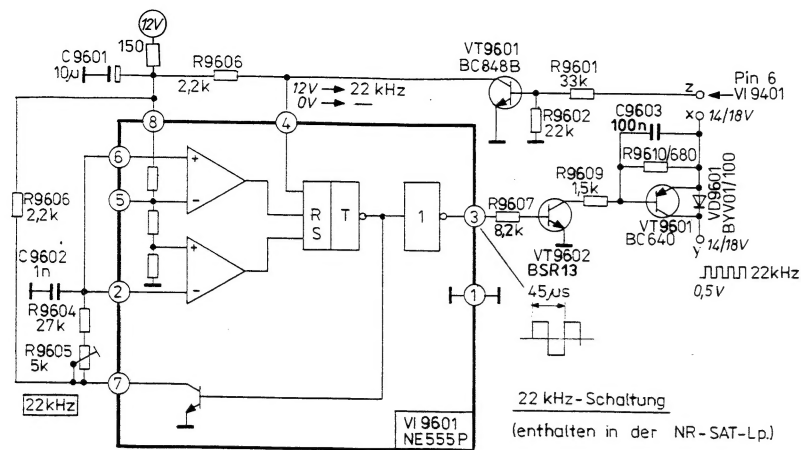 12V
150
C9601
10µ
R9606
2,2k
12V → 22 kHz
0V → —
VT9601
BC848B
R9601
33k
R9602
22k
Z
Pin 6
VI 9401
x
14/18V
C9603
100n
R9610/680
VD9601
BYV011/100
R9609
1,5k
VT9601
BC640
y
14/18V
22kHz
0,5V
8
4
6
5
2
7
3
1
+
−
+
−
R
S
T
1
R9606
2,2k
C9602
1n
R9604
27k
R9605
5k
22kHz
R9607
8,2k
VT9602
BSR13
45µs
VI 9601
NE555P
22 kHz-Schaltung
(enthalten in der NR-SAT-Lp.)